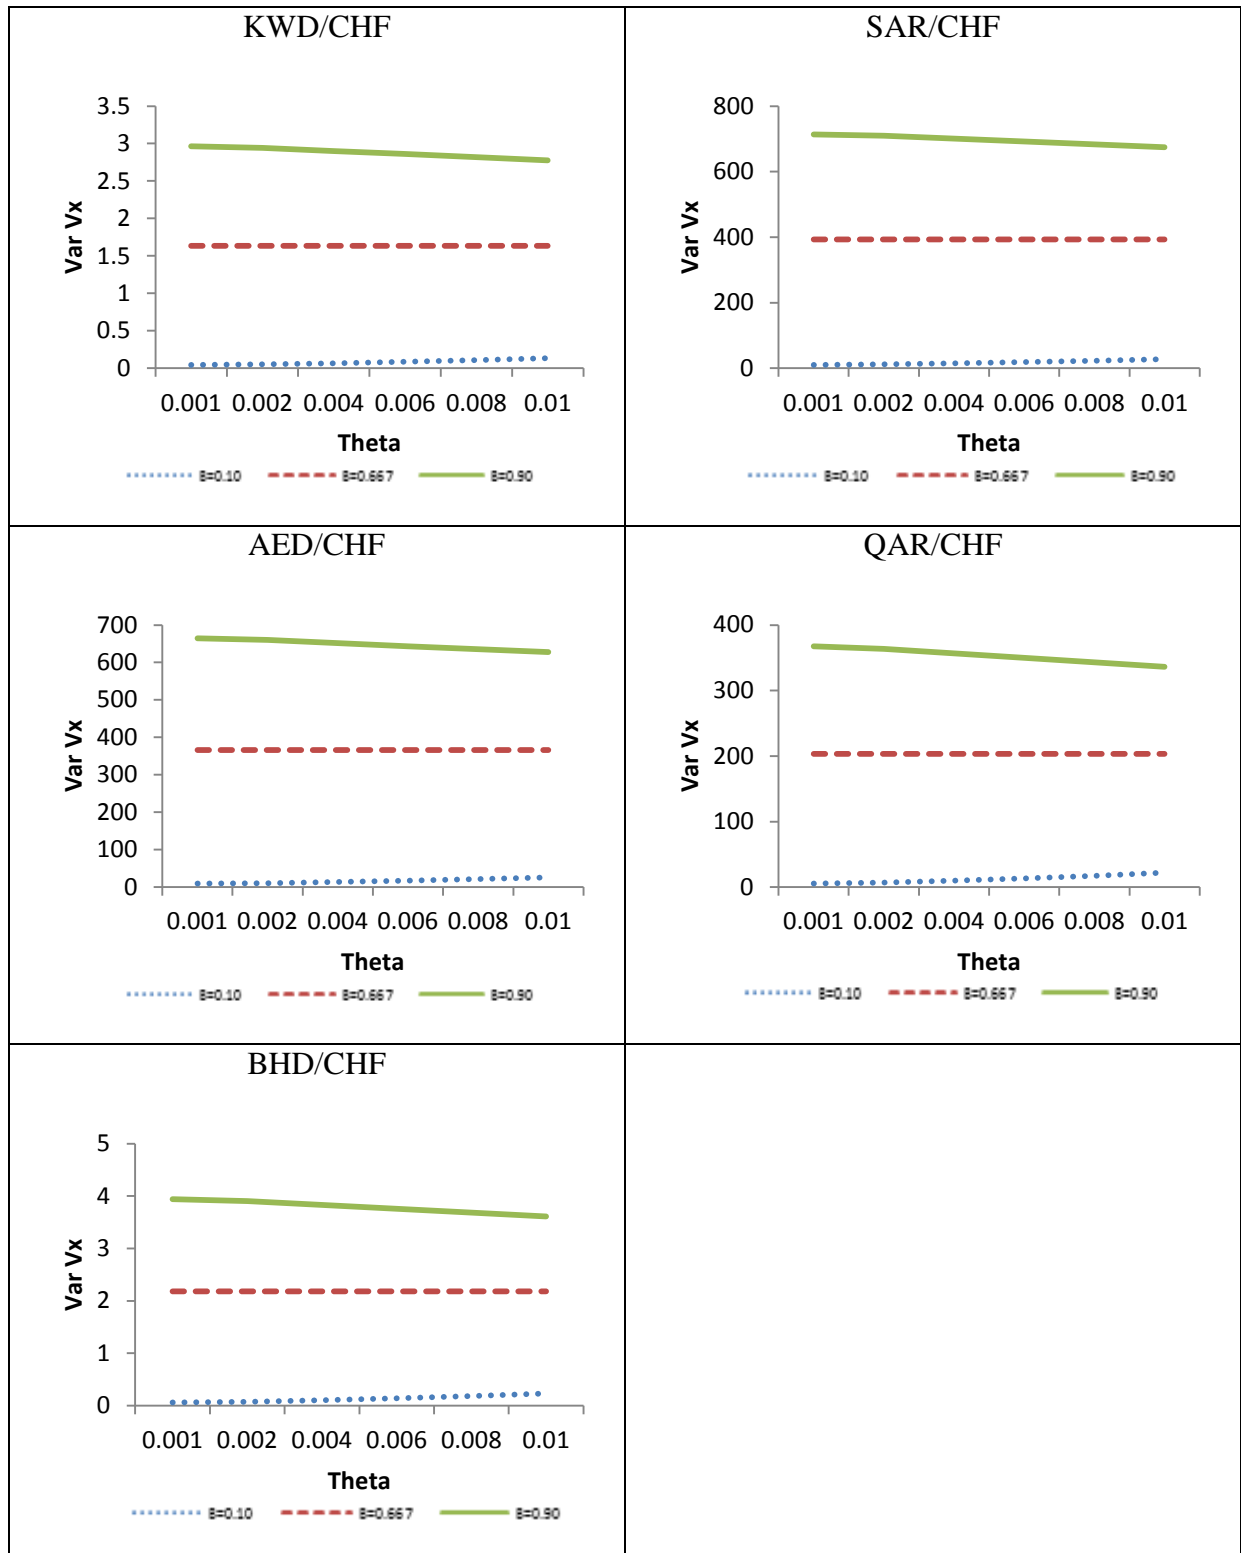 KWD/CHF
3.5
3
2.5
2
1.5
1
0.5
0
Var Vx
0.001 0.002 0.004 0.006 0.008 0.01
Theta
B=0.10 B=0.667 B=0.90
SAR/CHF
800
600
400
200
0
Var Vx
0.001 0.002 0.004 0.006 0.008 0.01
Theta
B=0.10 B=0.667 B=0.90
AED/CHF
700
600
500
400
300
200
100
0
Var Vx
0.001 0.002 0.004 0.006 0.008 0.01
Theta
B=0.10 B=0.667 B=0.90
QAR/CHF
400
300
200
100
0
Var Vx
0.001 0.002 0.004 0.006 0.008 0.01
Theta
B=0.10 B=0.667 B=0.90
BHD/CHF
5
4
3
2
1
0
Var Vx
0.001 0.002 0.004 0.006 0.008 0.01
Theta
B=0.10 B=0.667 B=0.90